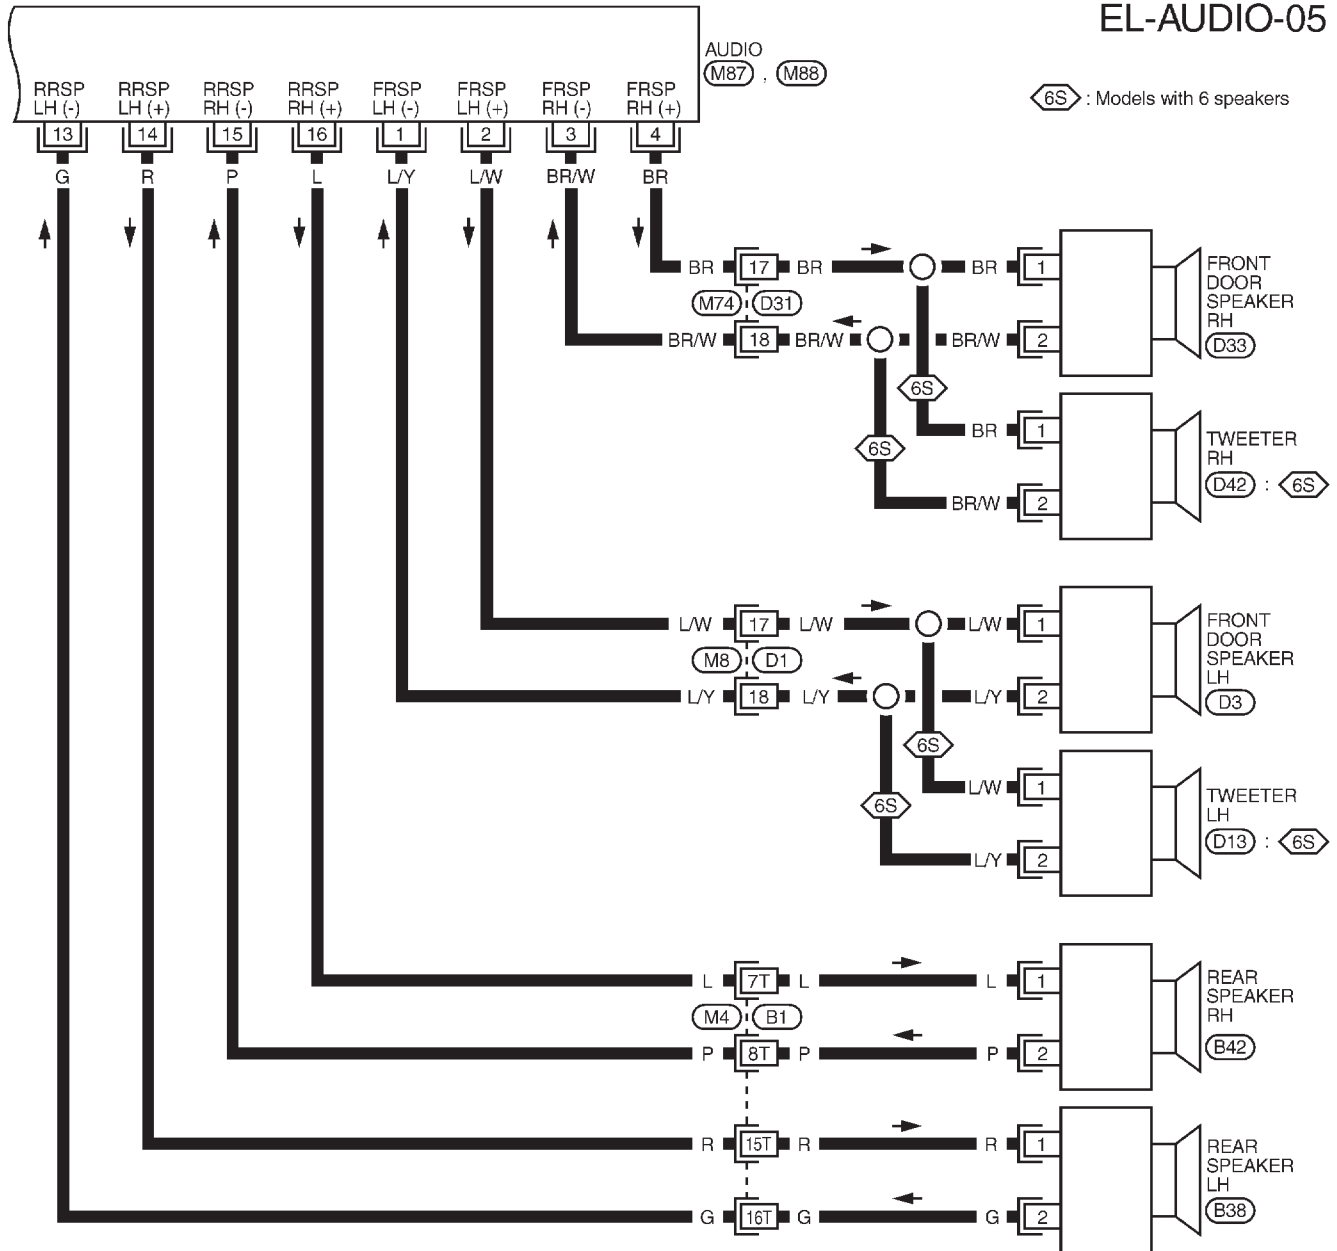 EL-AUDIO-05
AUDIO
M87 , M88
6S : Models with 6 speakers
RRSP LH (-)
RRSP LH (+)
RRSP RH (-)
RRSP RH (+)
FRSP LH (-)
FRSP LH (+)
FRSP RH (-)
FRSP RH (+)
13 14 15 16 1 2 3 4
G R P L L/Y L/W BR/W BR
BR 17 BR BR 1
M74 D31
BR/W 18 BR/W BR/W 2
FRONT
DOOR
SPEAKER
RH
D33
6S
6S
BR 1
BR/W 2
TWEETER
RH
D42 : 6S
L/W 17 L/W L/W 1
M8 D1
L/Y 18 L/Y L/Y 2
FRONT
DOOR
SPEAKER
LH
D3
6S
6S
L/W 1
L/Y 2
TWEETER
LH
D13 : 6S
L 7T L L 1
M4 B1
P 8T P P 2
REAR
SPEAKER
RH
B42
R 15T R R 1
G 16T G G 2
REAR
SPEAKER
LH
B38